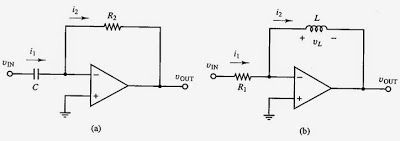 i₂
R₂
i₁
vIN
C
−
+
vOUT
(a)
i₂
L
+ vL −
i₁
vIN
R₁
−
+
vOUT
(b)